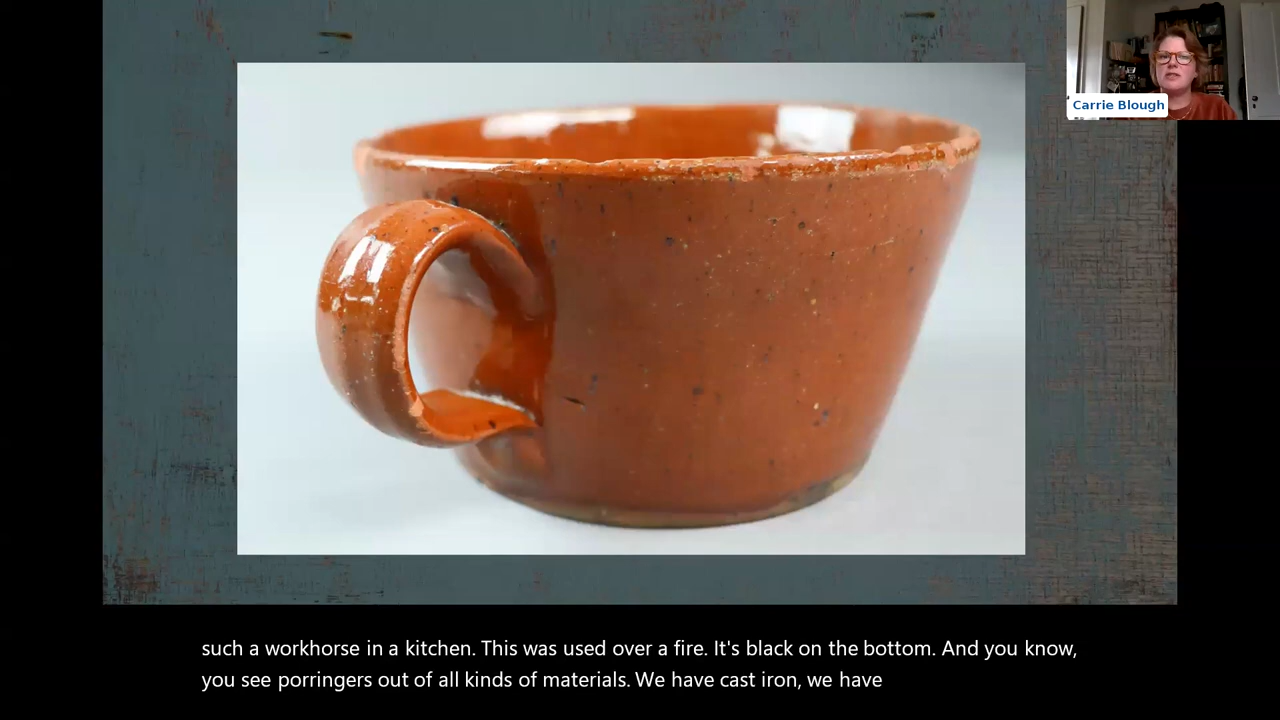 Carrie Blough
such a workhorse in a kitchen. This was used over a fire. It's black on the bottom. And you know,
you see porringers out of all kinds of materials. We have cast iron, we have